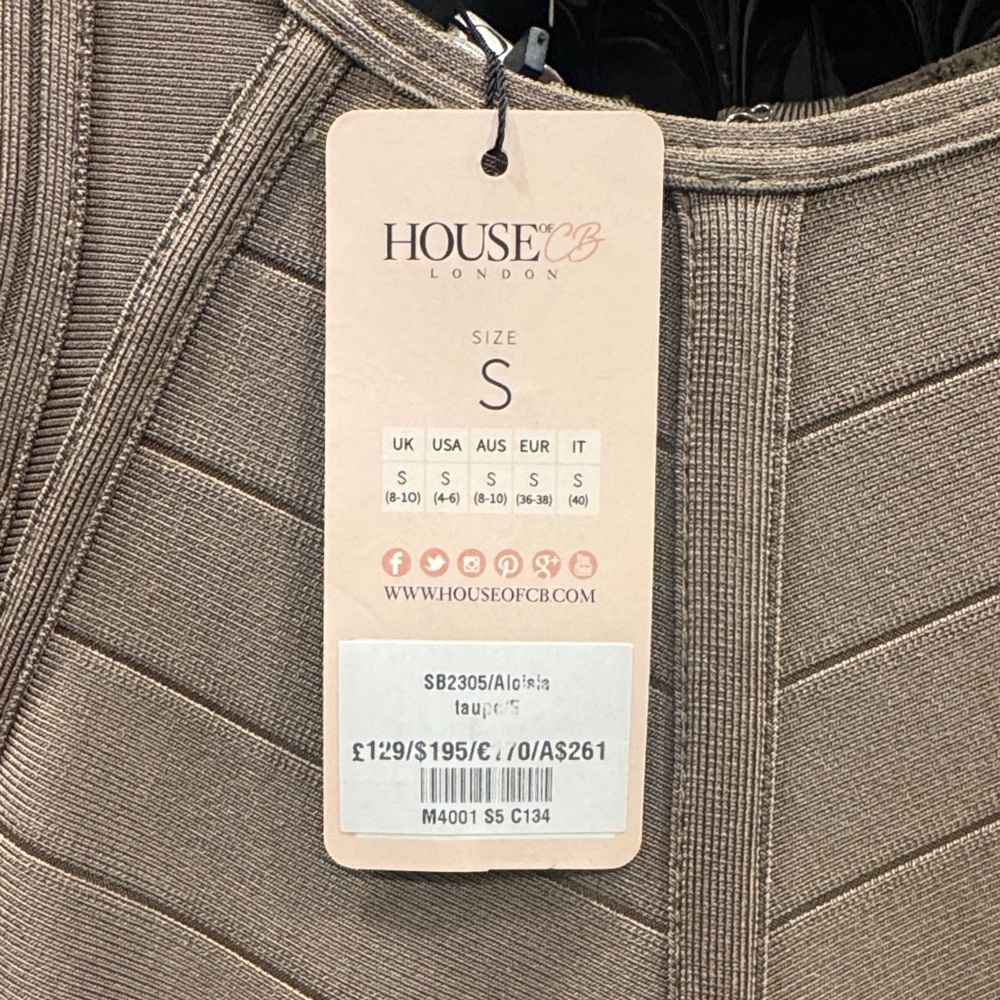 HOUSE OF CB
LONDON
SIZE
S
UK USA AUS EUR IT
S S S S S
(8-10) (4-6) (8-10) (36-38) (40)
WWW.HOUSEOFCB.COM
SB2305/Aloisia
taupe/S
£129/$195/€170/A$261
M4001 S5 C134